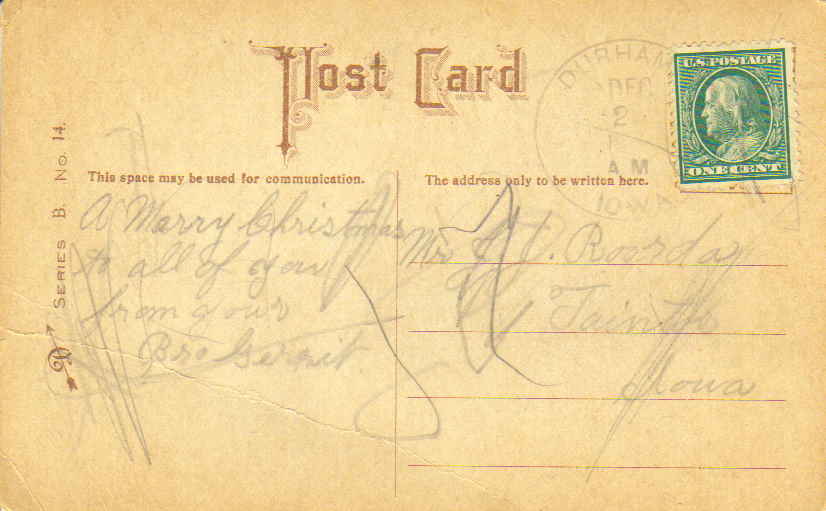 Post Card
DURHAM
DEC
2
AM
IOWA
U.S. POSTAGE
ONE CENT
SERIES B. No. 14.
This space may be used for communication.
The address only to be written here.
A Merry Christmas
to all of you
from your
Bro Gerrit
Mr
Iowa